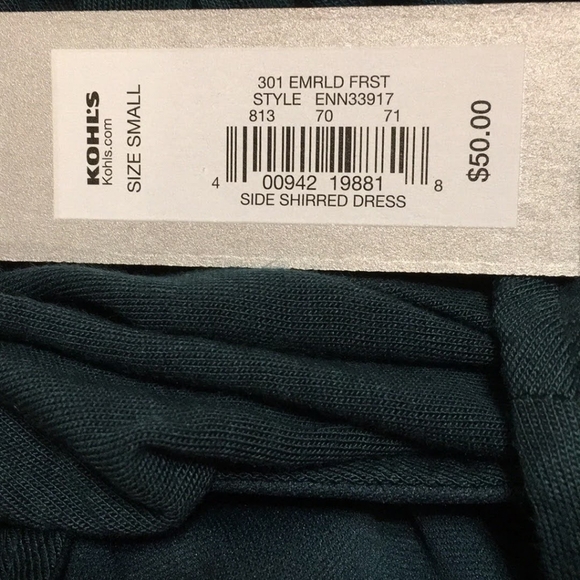 KOHL'S
Kohls.com
SIZE SMALL
301 EMRLD FRST
STYLE ENN33917
813 70 71
4 00942 19881 8
SIDE SHIRRED DRESS
$50.00